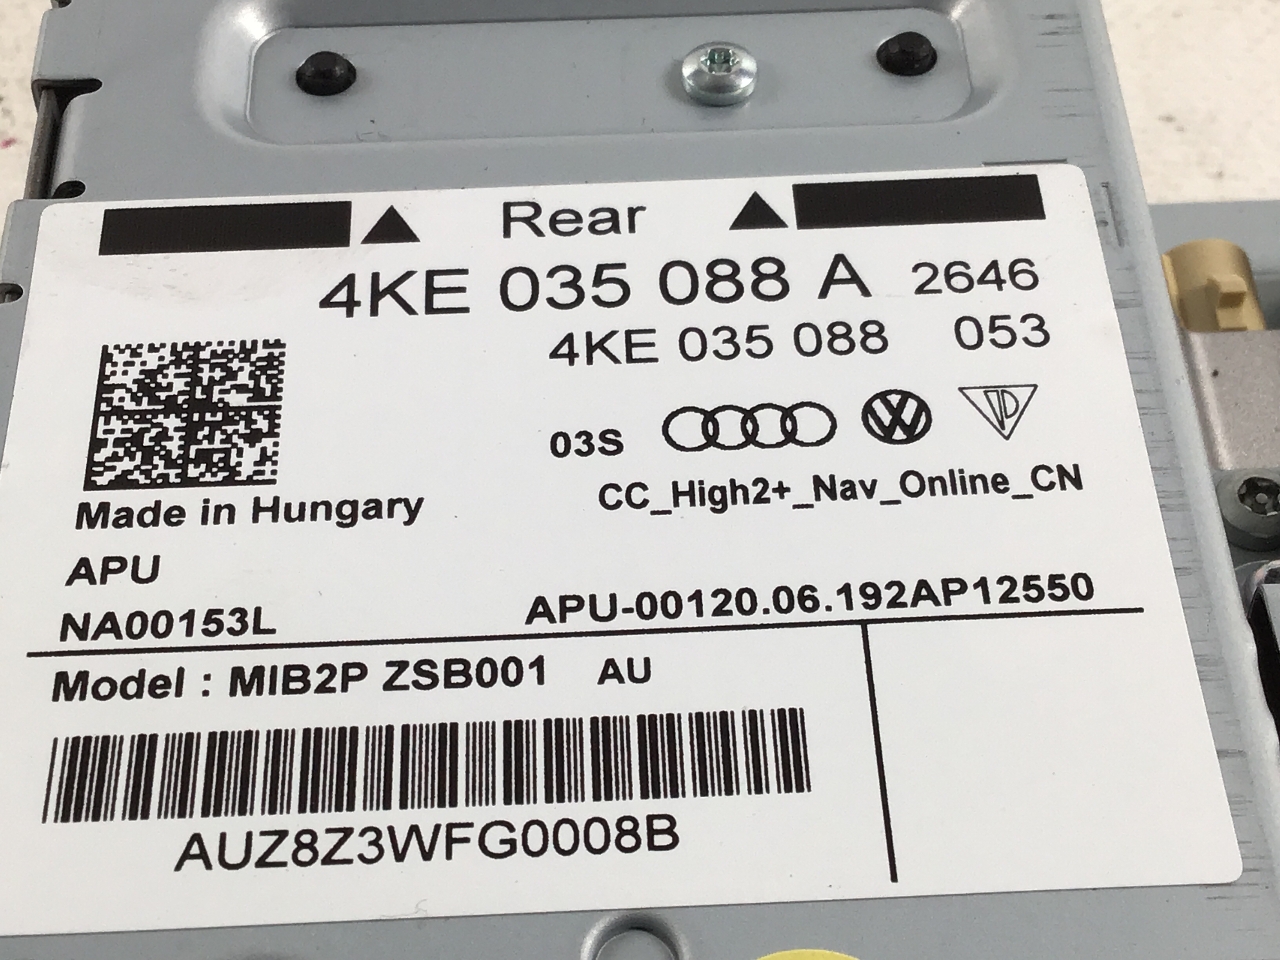 Rear
4KE 035 088 A 2646
4KE 035 088 053
03S
CC_High2+_Nav_Online_CN
Made in Hungary
APU
NA00153L
APU-00120.06.192AP12550
Model : MIB2P ZSB001 AU
AUZ8Z3WFG0008B